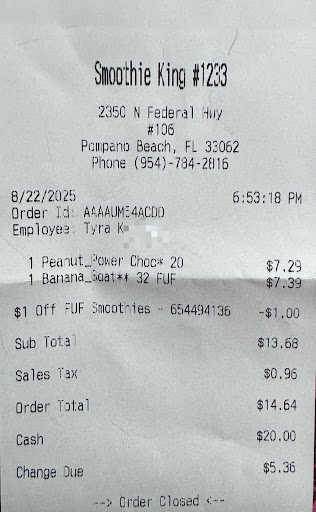 Smoothie King #1233
2350 N Federal Hwy
#106
Pompano Beach, FL 33062
Phone (954)-784-2816
8/22/2025 6:53:18 PM
Order Id: AAAAUM54ACDD
Employee: Tyra K
1 Peanut_Power Choc* 20 $7.29
1 Banana_Boat** 32 FUF $7.39
$1 Off FUF Smoothies - 654494136 -$1.00
Sub Total $13.68
Sales Tax $0.96
Order Total $14.64
Cash $20.00
Change Due $5.36
--> Order Closed <--